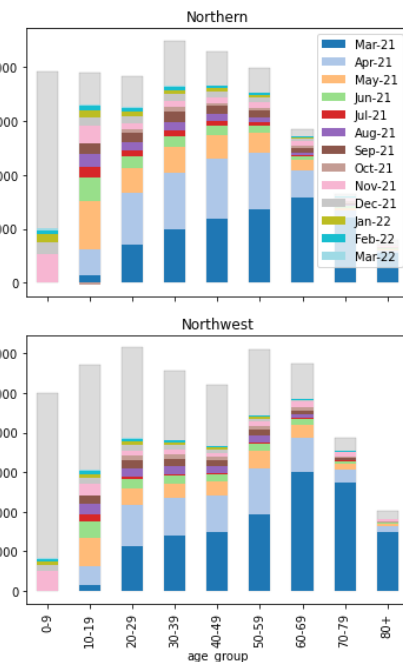 Northern
Mar-21
Apr-21
May-21
Jun-21
Jul-21
Aug-21
Sep-21
Oct-21
Nov-21
Dec-21
Jan-22
Feb-22
Mar-22
0
Northwest
0
0-9
10-19
20-29
30-39
40-49
50-59
60-69
70-79
80+
age_group